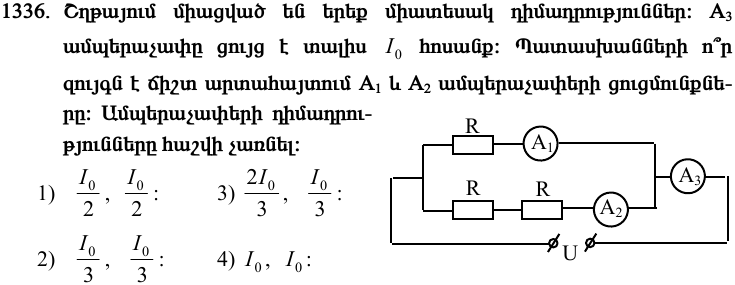 1336. Շղթայում միացված են երեք միատեսակ դիմադրություններ: A₃
ամպերաչափը ցույց է տալիս I₀ հոսանք: Պատասխանների ո՞ր
զույգն է ճիշտ արտահայտում A₁ և A₂ ամպերաչափերի ցուցմունքնե-
րը: Ամպերաչափերի դիմադրու-
թյունները հաշվի չառնել:
1) I₀/2, I₀/2: 3) 2I₀/3, I₀/3:
2) I₀/3, I₀/3: 4) I₀, I₀:
R A₁
A₃
R R A₂
U